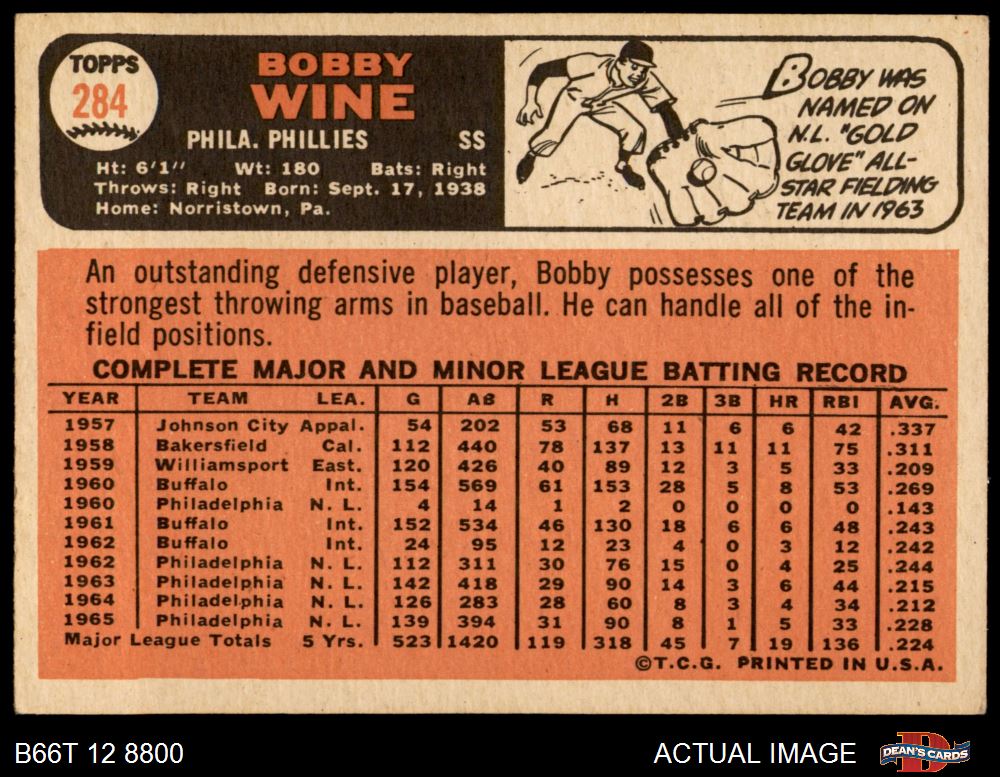 TOPPS
284
BOBBY
WINE
PHILA. PHILLIES SS
Ht: 6'1" Wt: 180 Bats: Right
Throws: Right Born: Sept. 17, 1938
Home: Norristown, Pa.
BOBBY WAS
NAMED ON
N.L. "GOLD
GLOVE" ALL-
STAR FIELDING
TEAM IN 1963
An outstanding defensive player, Bobby possesses one of the
strongest throwing arms in baseball. He can handle all of the in-
field positions.
COMPLETE MAJOR AND MINOR LEAGUE BATTING RECORD
YEAR TEAM LEA. G AB R H 2B 3B HR RBI AVG.
1957 Johnson City Appal. 54 202 53 68 11 6 6 42 .337
1958 Bakersfield Cal. 112 440 78 137 13 11 11 75 .311
1959 Williamsport East. 120 426 40 89 12 3 5 33 .209
1960 Buffalo Int. 154 569 61 153 28 5 8 53 .269
1960 Philadelphia N. L. 4 14 1 2 0 0 0 0 .143
1961 Buffalo Int. 152 534 46 130 18 6 6 48 .243
1962 Buffalo Int. 24 95 12 23 4 0 3 12 .242
1962 Philadelphia N. L. 112 311 30 76 15 0 4 25 .244
1963 Philadelphia N. L. 142 418 29 90 14 3 6 44 .215
1964 Philadelphia N. L. 126 283 28 60 8 3 4 34 .212
1965 Philadelphia N. L. 139 394 31 90 8 1 5 33 .228
Major League Totals 5 Yrs. 523 1420 119 318 45 7 19 136 .224
©T.C.G. PRINTED IN U.S.A.
B66T 12 8800
ACTUAL IMAGE
DEAN'S CARDS